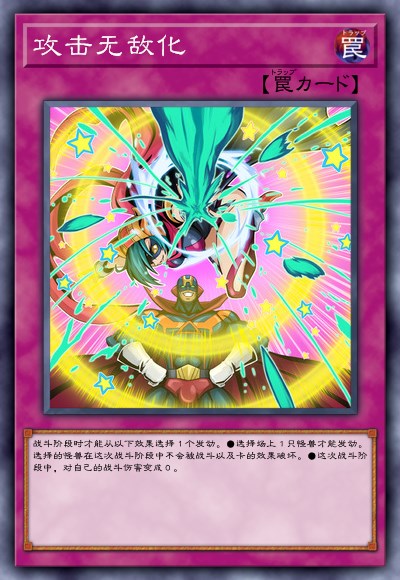 攻击无敌化
トラップ
罠
トラップ
【罠カード】
战斗阶段时才能从以下效果选择1个发动。●选择场上1只怪兽才能发动。
选择的怪兽在这次战斗阶段中不会被战斗以及卡的效果破坏。●这次战斗阶
段中，对自己的战斗伤害变成0。